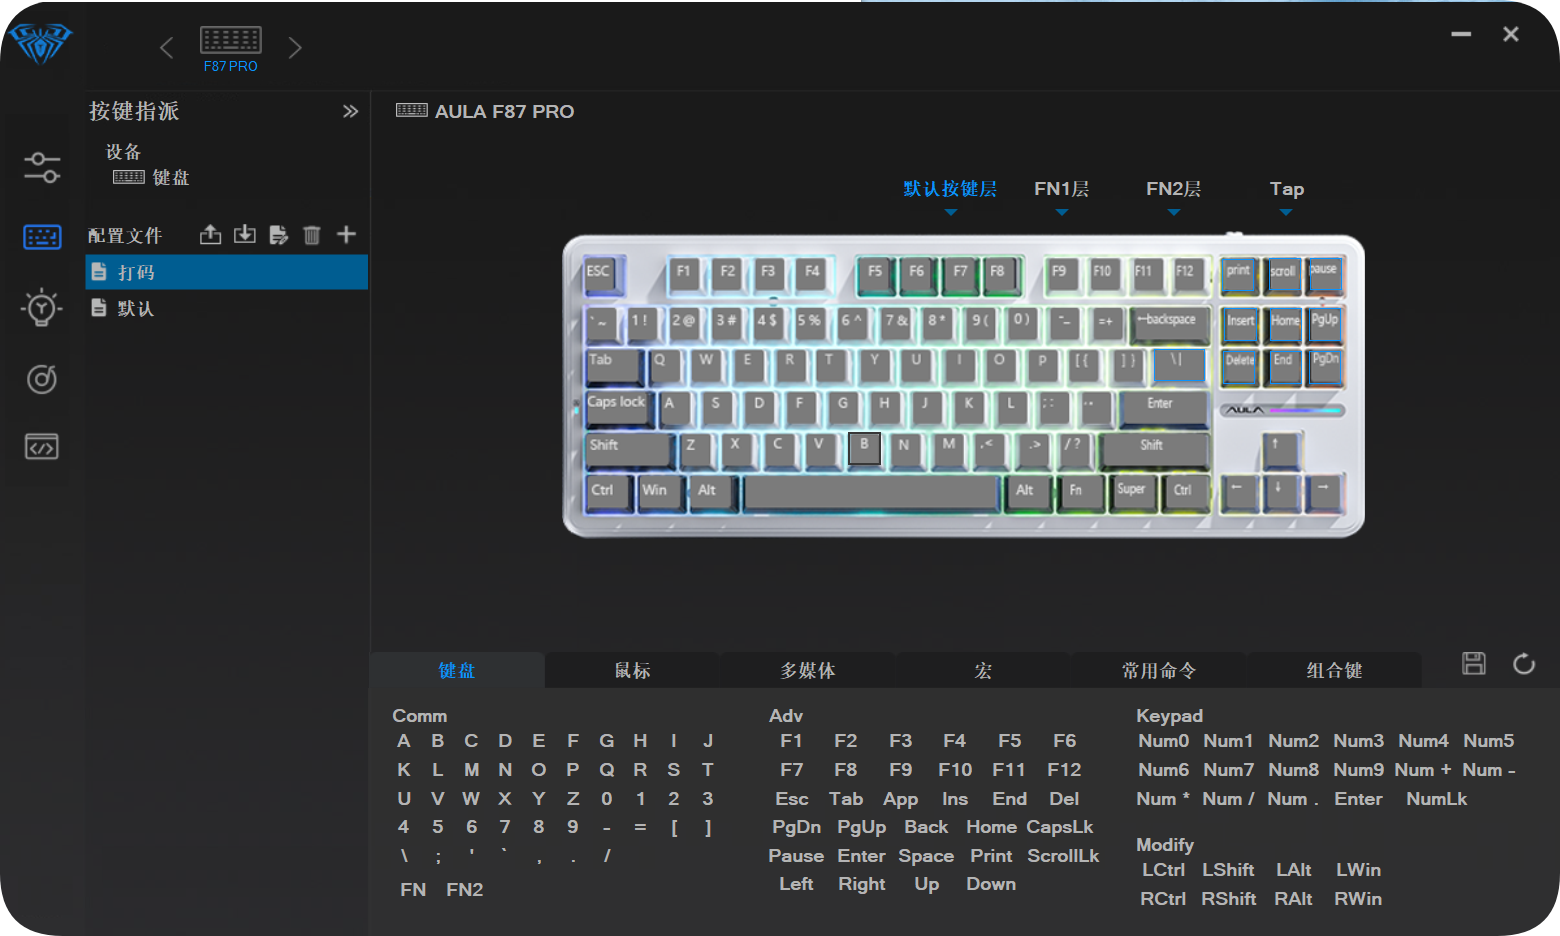 F87 PRO
按键指派
AULA F87 PRO
设备
键盘
默认按键层 FN1层 FN2层 Tap
配置文件
打码
默认
ESC F1 F2 F3 F4 F5 F6 F7 F8 F9 F10 F11 F12 print scroll pause
` ~ 1 ! 2 @ 3 # 4 $ 5 % 6 ^ 7 & 8 * 9 ( 0 ) - _ = + ←backspace Insert Home PgUp
Tab Q W E R T Y U I O P [ { ] } \ | Delete End PgDn
Caps lock A S D F G H J K L Enter AULA
Shift Z X C V B N M , < . > / ? Shift ↑
Ctrl Win Alt Alt Fn Super Ctrl ← ↓ →
键盘 鼠标 多媒体 宏 常用命令 组合键
Comm
A B C D E F G H I J
K L M N O P Q R S T
U V W X Y Z 0 1 2 3
4 5 6 7 8 9 - = [ ]
\ ; ' ` , . /
FN FN2
Adv
F1 F2 F3 F4 F5 F6
F7 F8 F9 F10 F11 F12
Esc Tab App Ins End Del
PgDn PgUp Back Home CapsLk
Pause Enter Space Print ScrollLk
Left Right Up Down
Keypad
Num0 Num1 Num2 Num3 Num4 Num5
Num6 Num7 Num8 Num9 Num + Num -
Num * Num / Num . Enter NumLk
Modify
LCtrl LShift LAlt LWin
RCtrl RShift RAlt RWin